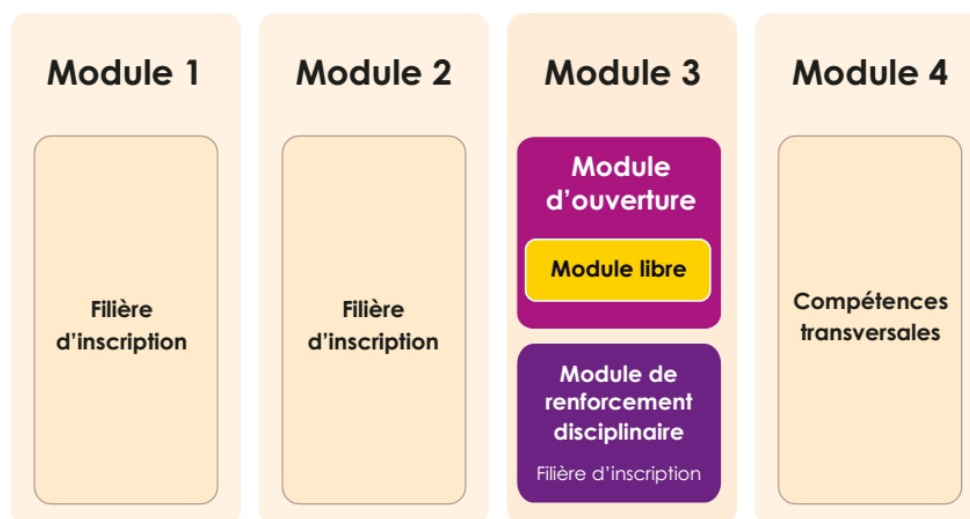 Module 1
Filière
d’inscription
Module 2
Filière
d’inscription
Module 3
Module
d’ouverture
Module libre
Module de
renforcement
disciplinaire
Filière d’inscription
Module 4
Compétences
transversales